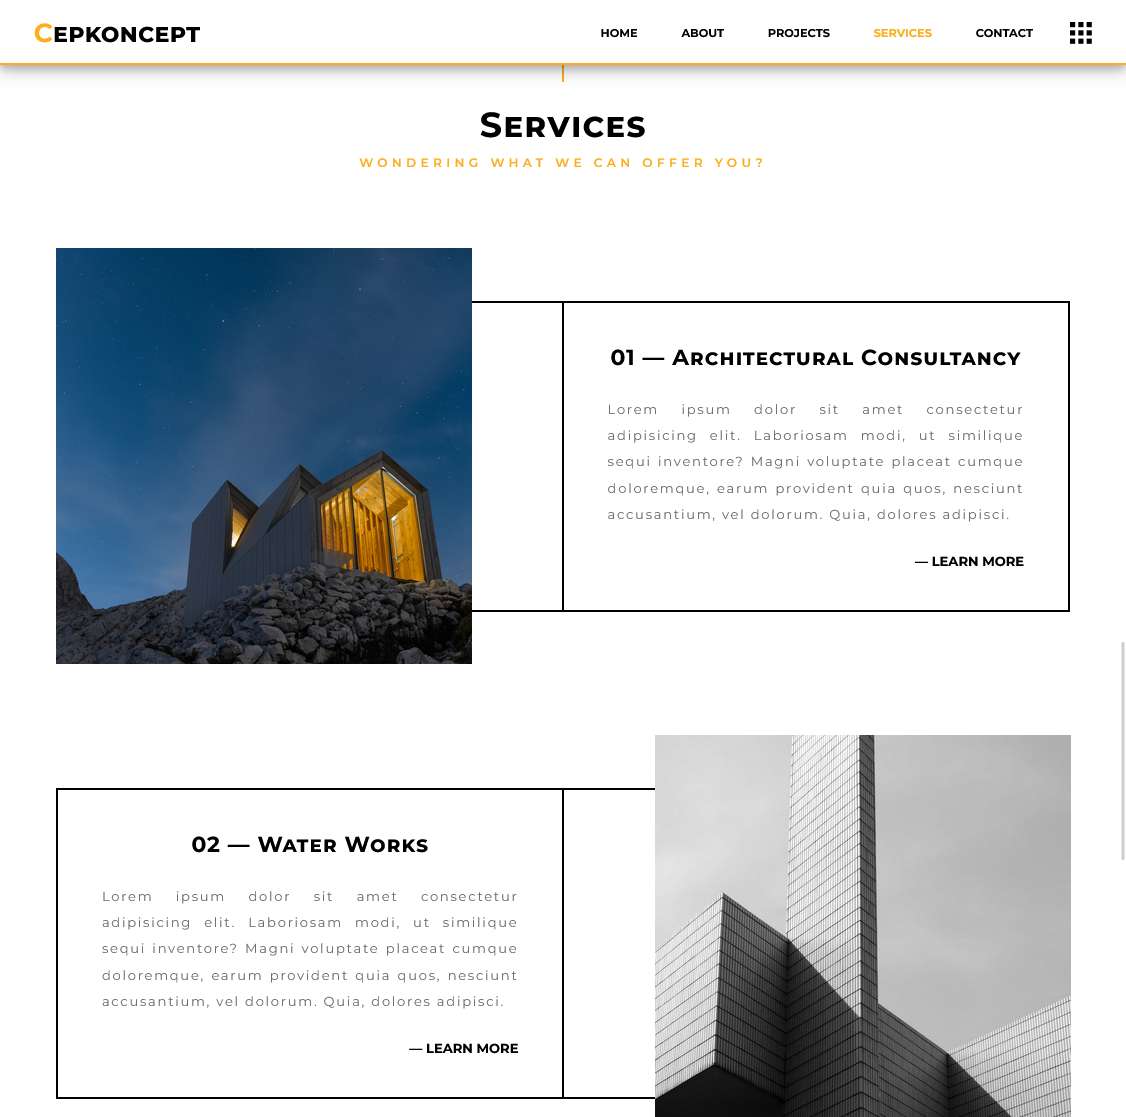 CEPKONCEPT
HOME ABOUT PROJECTS SERVICES CONTACT
SERVICES
WONDERING WHAT WE CAN OFFER YOU?
01 — ARCHITECTURAL CONSULTANCY
Lorem ipsum dolor sit amet consectetur
adipisicing elit. Laboriosam modi, ut similique
sequi inventore? Magni voluptate placeat cumque
doloremque, earum provident quia quos, nesciunt
accusantium, vel dolorum. Quia, dolores adipisci.
— LEARN MORE
02 — WATER WORKS
Lorem ipsum dolor sit amet consectetur
adipisicing elit. Laboriosam modi, ut similique
sequi inventore? Magni voluptate placeat cumque
doloremque, earum provident quia quos, nesciunt
accusantium, vel dolorum. Quia, dolores adipisci.
— LEARN MORE